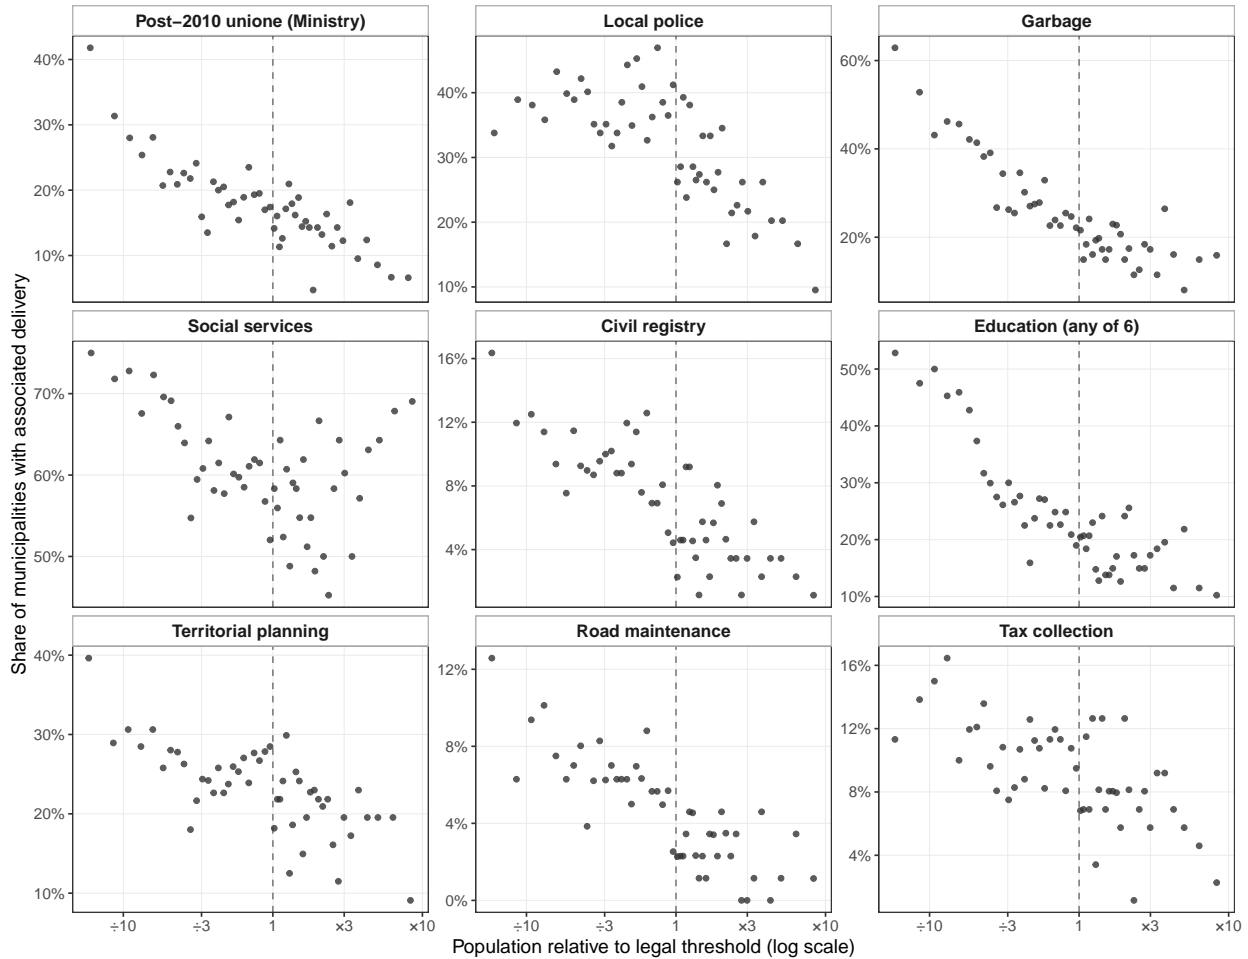 Post−2010 unione (Ministry)
Local police
Garbage
40%
30%
20%
10%
40%
30%
20%
10%
60%
40%
20%
Social services
Civil registry
Education (any of 6)
70%
60%
50%
16%
12%
8%
4%
50%
40%
30%
20%
10%
Territorial planning
Road maintenance
Tax collection
40%
30%
20%
10%
12%
8%
4%
0%
16%
12%
8%
4%
÷10 ÷3 1 ×3 ×10
÷10 ÷3 1 ×3 ×10
÷10 ÷3 1 ×3 ×10
Population relative to legal threshold (log scale)
Share of municipalities with associated delivery